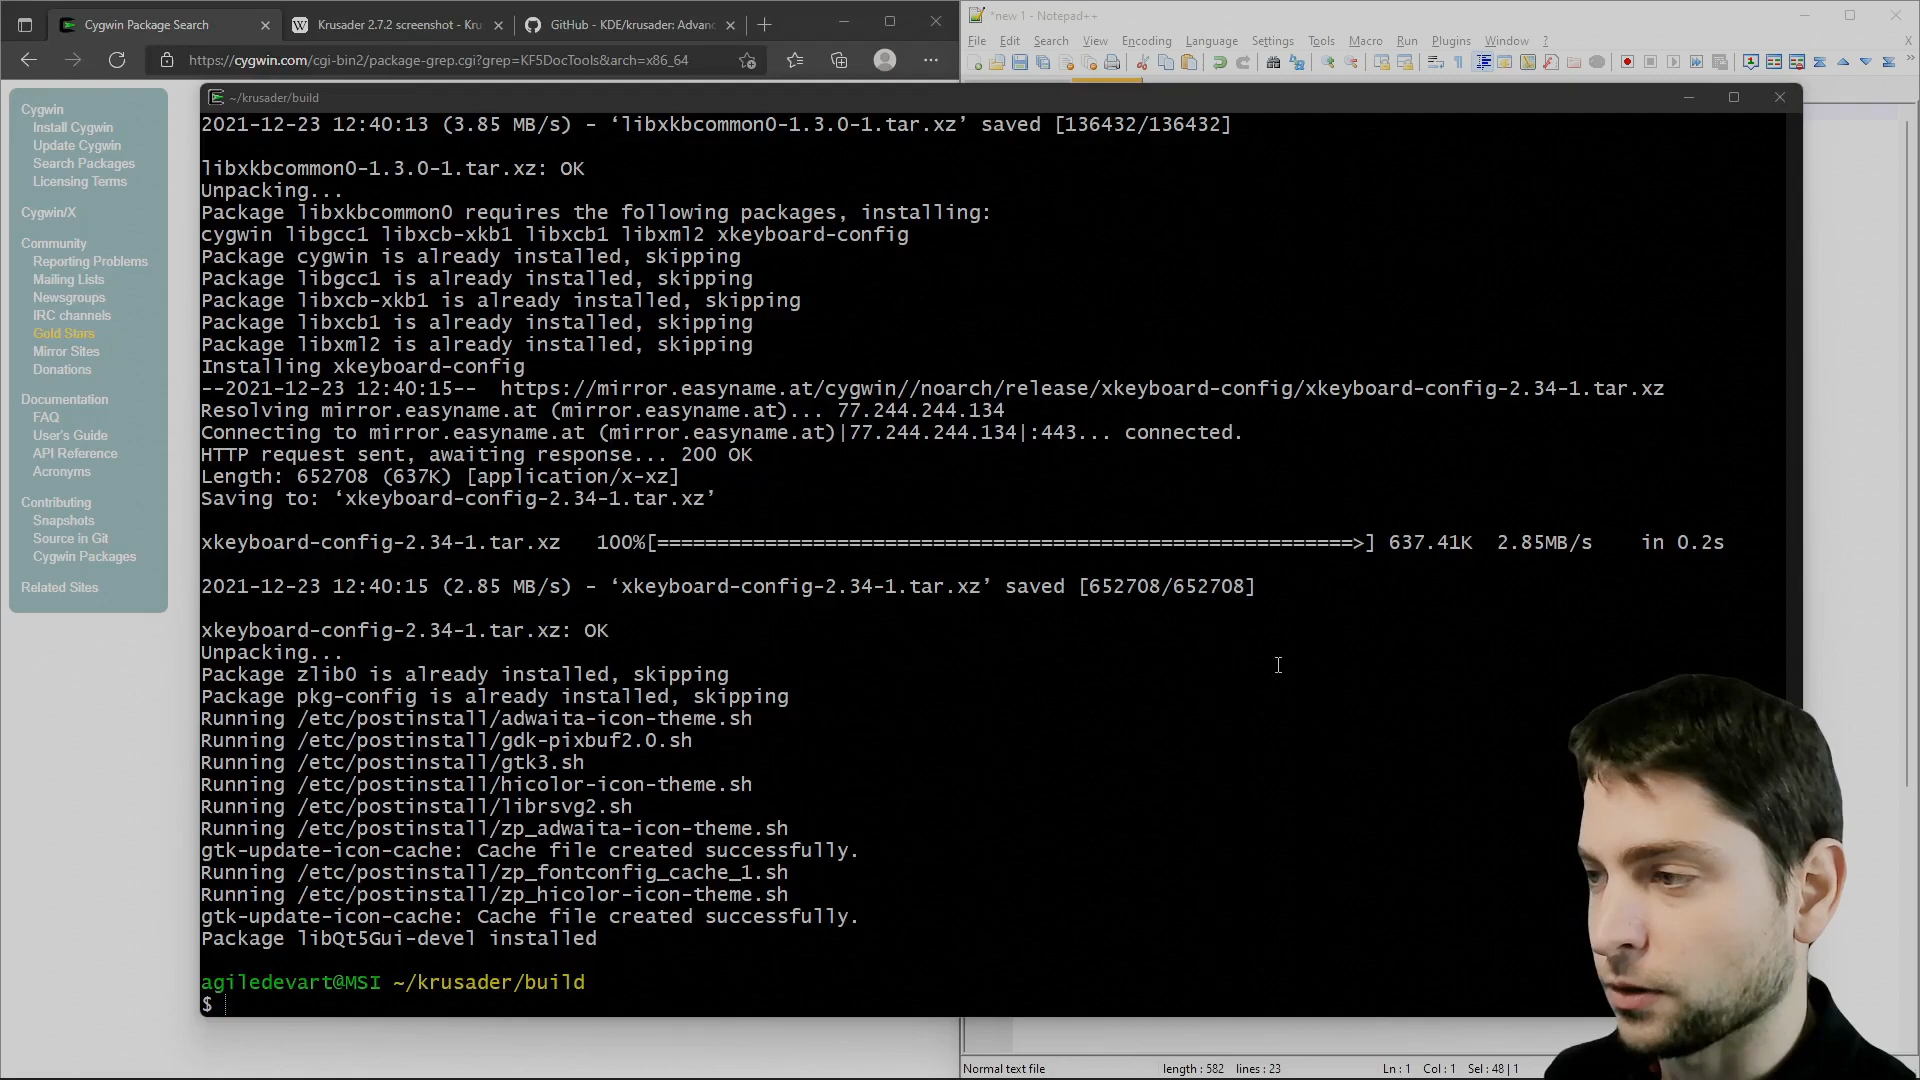 Cygwin Package Search
Krusader 2.7.2 screenshot - Kru
GitHub - KDE/krusader: Advanc
*new 1 - Notepad++
https://cygwin.com/cgi-bin2/package-grep.cgi?grep=KF5DocTools&arch=x86_64
File Edit Search View Encoding Language Settings Tools Macro Run Plugins Window ?
Cygwin
Install Cygwin
Update Cygwin
Search Packages
Licensing Terms
Cygwin/X
Community
Reporting Problems
Mailing Lists
Newsgroups
IRC channels
Gold Stars
Mirror Sites
Donations
Documentation
FAQ
User's Guide
API Reference
Acronyms
Contributing
Snapshots
Source in Git
Cygwin Packages
Related Sites
~/krusader/build
2021-12-23 12:40:13 (3.85 MB/s) - ‘libxkbcommon0-1.3.0-1.tar.xz’ saved [136432/136432]
libxkbcommon0-1.3.0-1.tar.xz: OK
Unpacking...
Package libxkbcommon0 requires the following packages, installing:
cygwin libgcc1 libxcb-xkb1 libxcb1 libxml2 xkeyboard-config
Package cygwin is already installed, skipping
Package libgcc1 is already installed, skipping
Package libxcb-xkb1 is already installed, skipping
Package libxcb1 is already installed, skipping
Package libxml2 is already installed, skipping
Installing xkeyboard-config
--2021-12-23 12:40:15--  https://mirror.easyname.at/cygwin//noarch/release/xkeyboard-config/xkeyboard-config-2.34-1.tar.xz
Resolving mirror.easyname.at (mirror.easyname.at)... 77.244.244.134
Connecting to mirror.easyname.at (mirror.easyname.at)|77.244.244.134|:443... connected.
HTTP request sent, awaiting response... 200 OK
Length: 652708 (637K) [application/x-xz]
Saving to: ‘xkeyboard-config-2.34-1.tar.xz’
xkeyboard-config-2.34-1.tar.xz   100%[==========================================================>] 637.41K  2.85MB/s    in 0.2s
2021-12-23 12:40:15 (2.85 MB/s) - ‘xkeyboard-config-2.34-1.tar.xz’ saved [652708/652708]
xkeyboard-config-2.34-1.tar.xz: OK
Unpacking...
Package zlib0 is already installed, skipping
Package pkg-config is already installed, skipping
Running /etc/postinstall/adwaita-icon-theme.sh
Running /etc/postinstall/gdk-pixbuf2.0.sh
Running /etc/postinstall/gtk3.sh
Running /etc/postinstall/hicolor-icon-theme.sh
Running /etc/postinstall/librsvg2.sh
Running /etc/postinstall/zp_adwaita-icon-theme.sh
gtk-update-icon-cache: Cache file created successfully.
Running /etc/postinstall/zp_fontconfig_cache_1.sh
Running /etc/postinstall/zp_hicolor-icon-theme.sh
gtk-update-icon-cache: Cache file created successfully.
Package libQt5Gui-devel installed
agiledevart@MSI ~/krusader/build
$
Normal text file length : 582 lines : 23 Ln : 1 Col : 1 Sel : 48 | 1